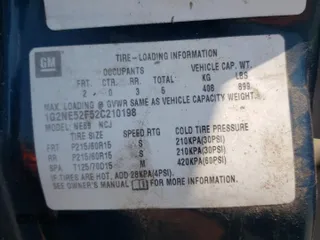 GM
TIRE-LOADING INFORMATION
OCCUPANTS VEHICLE CAP. WT.
FRT. CTR. RR. TOTAL KG LBS
2 0 3 5 408 899
MAX. LOADING @ GVWR SAME AS VEHICLE CAPACITY WEIGHT.
1G2NE52F52C210198
MODEL: NE69 NCJ
TIRE SIZE SPEED RTG COLD TIRE PRESSURE
FRT P215/60R15 S 210KPA(30PSI)
RR P215/60R15 S 210KPA(30PSI)
SPA T125/70D15 M 420KPA(60PSI)
IF TIRES ARE HOT, ADD 28KPA(4PSI).
SEE OWNER'S MANUAL FOR ADDITIONAL INFORMATION.